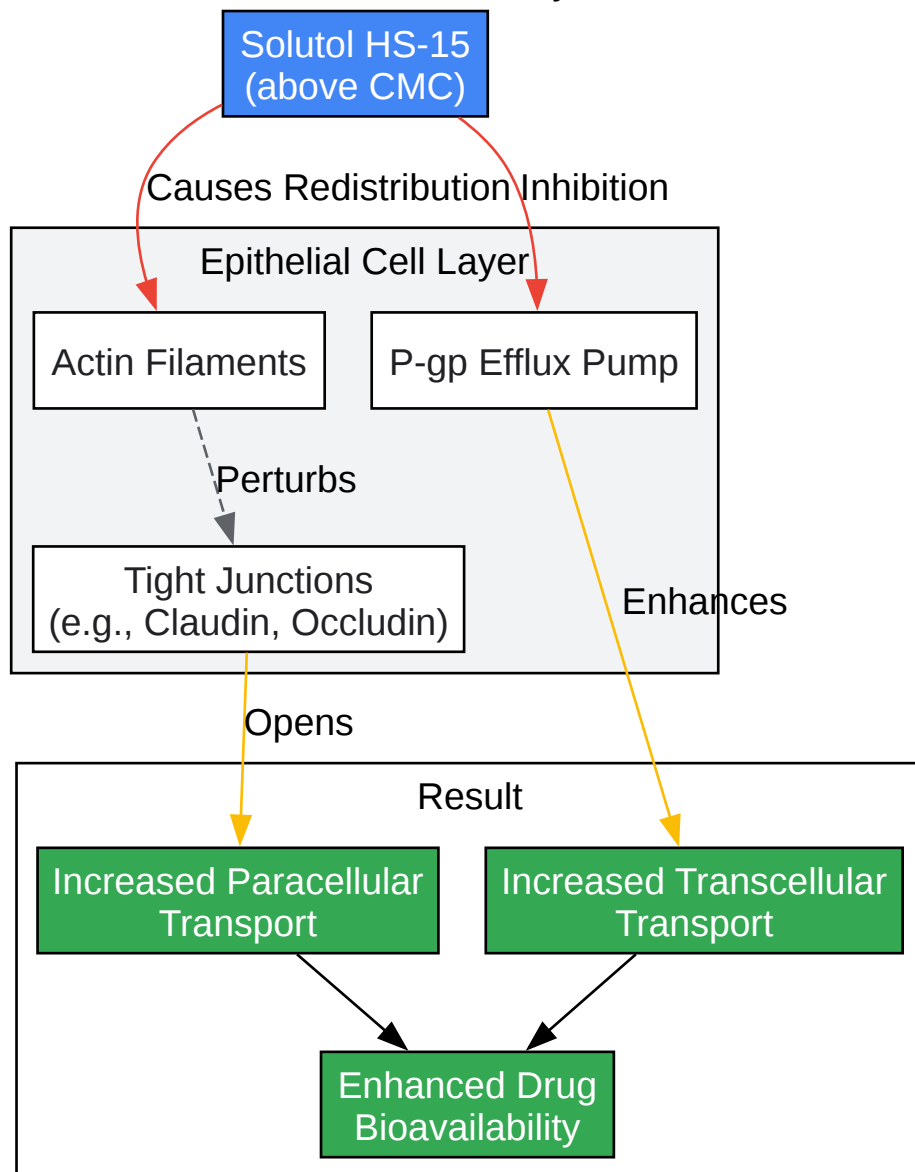 Solutol HS-15
(above CMC)
Causes Redistribution
Inhibition
Epithelial Cell Layer
Actin Filaments
P-gp Efflux Pump
Perturbs
Tight Junctions
(e.g., Claudin, Occludin)
Enhances
Opens
Result
Increased Paracellular
Transport
Increased Transcellular
Transport
Enhanced Drug
Bioavailability